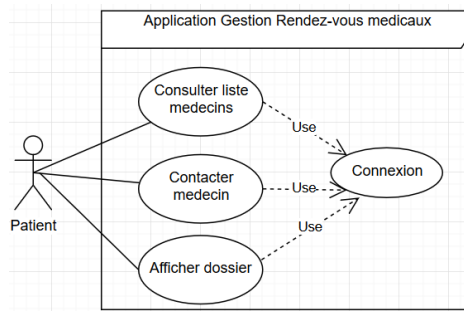 Application Gestion Rendez-vous medicaux
Consulter liste
medecins
Use
Connexion
Contacter
medecin
Use
Patient
Use
Afficher dossier